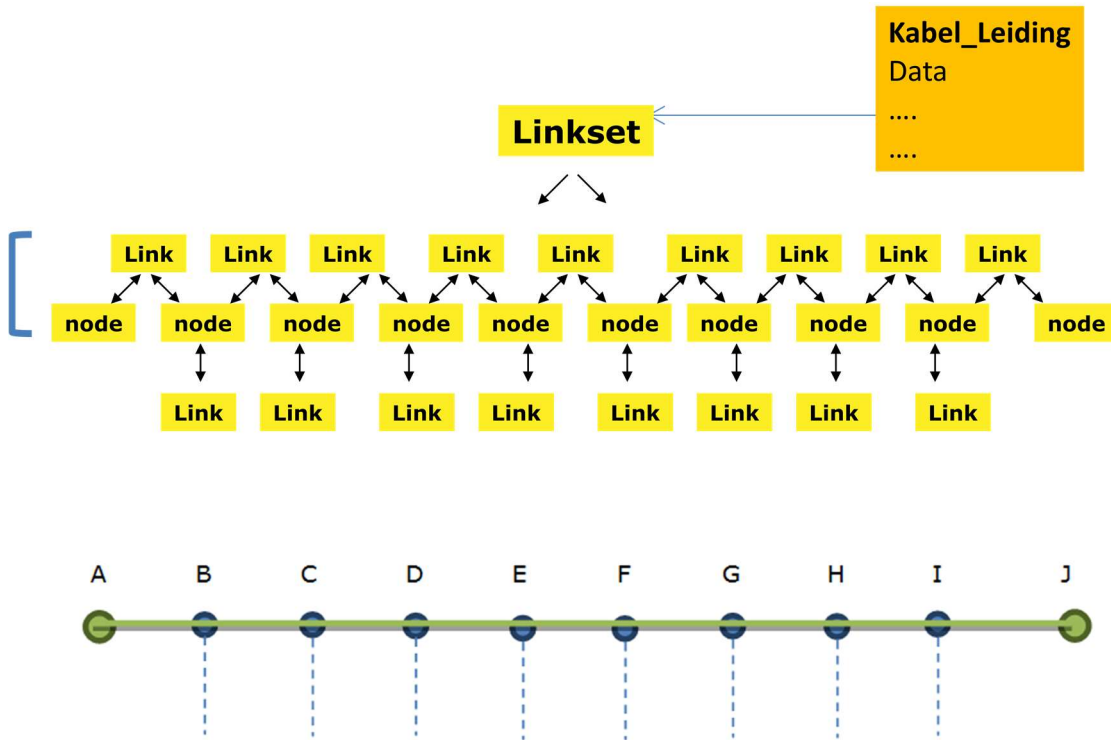 Kabel_Leiding
Data
....
....
Linkset
Link Link Link Link Link Link Link Link Link
node node node node node node node node node node
Link Link Link Link Link Link Link Link
A B C D E F G H I J